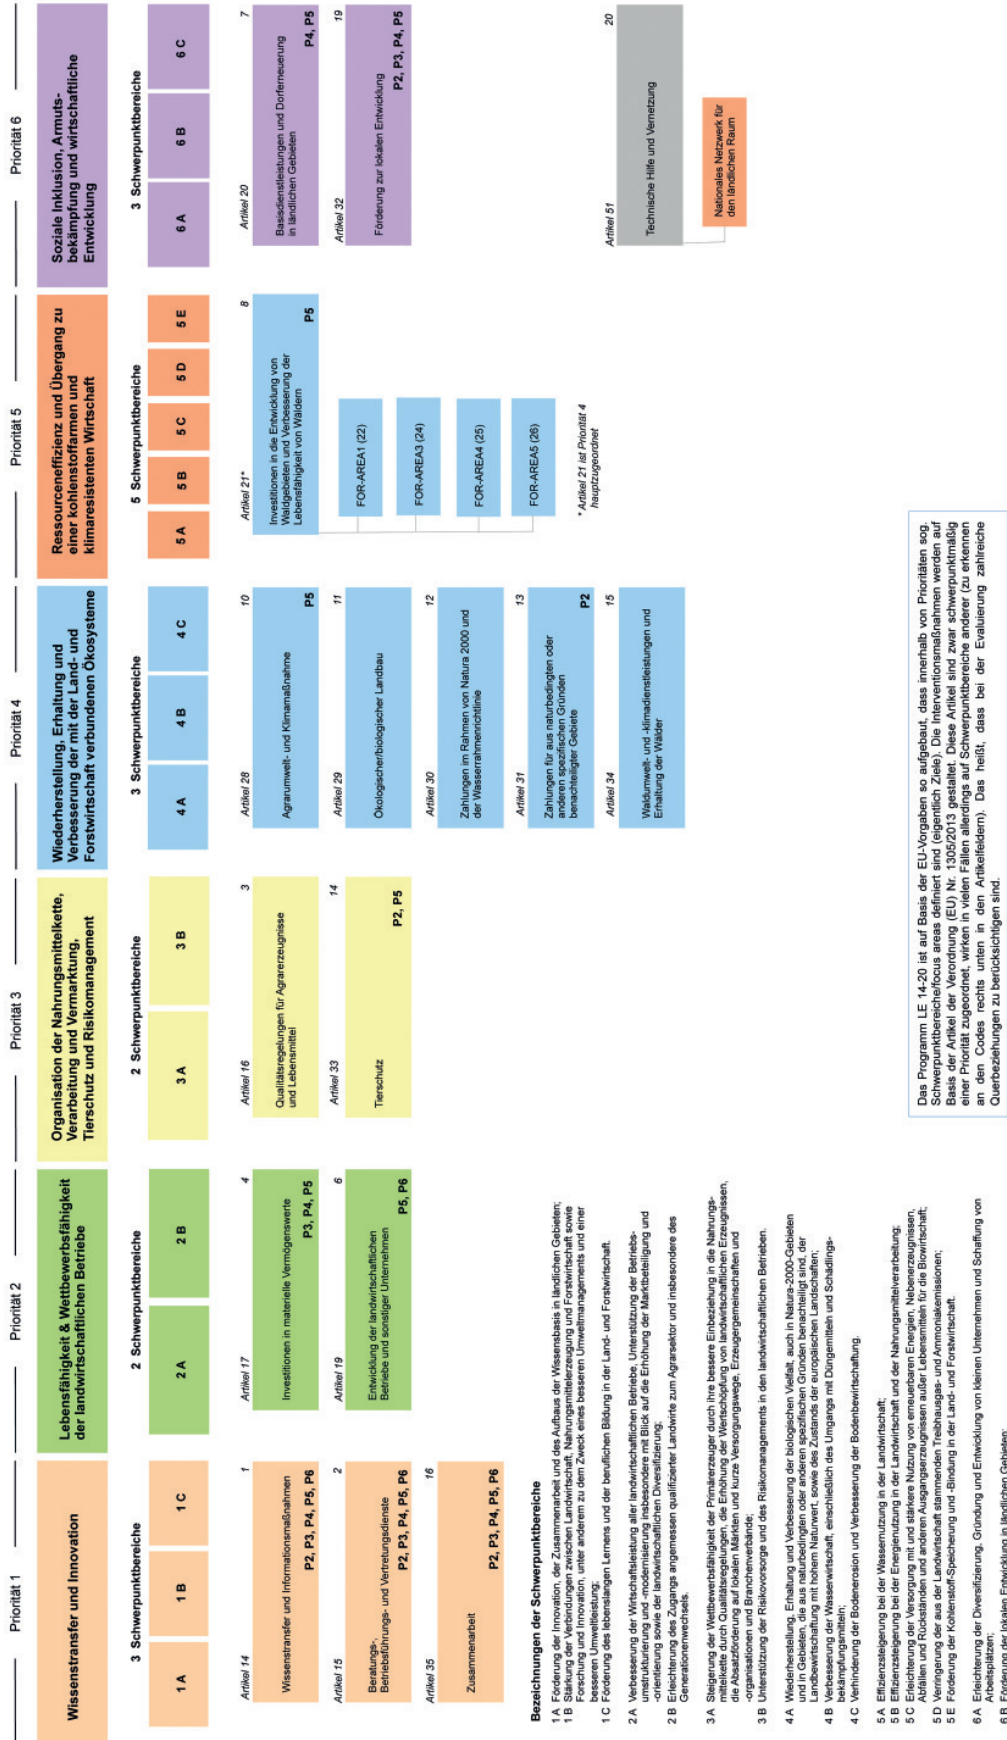 Priorität 1
Wissenstransfer und Innovation
3 Schwerpunktbereiche
1 A
1 B
1 C
Artikel 14
1
Wissenstransfer und Informationsmaßnahmen
P2, P3, P4, P5, P6
Artikel 15
2
Beratungs-,
Betriebsführungs- und Vertretungsdienste
P2, P3, P4, P5, P6
Artikel 35
16
Zusammenarbeit
P2, P3, P4, P5, P6
Priorität 2
Lebensfähigkeit & Wettbewerbsfähigkeit
der landwirtschaftlichen Betriebe
2 Schwerpunktbereiche
2 A
2 B
Artikel 17
4
Investitionen in materielle Vermögenswerte
P3, P4, P5
Artikel 19
6
Entwicklung der landwirtschaftlichen
Betriebe und sonstiger Unternehmen
P5, P6
Priorität 3
Organisation der Nahrungsmittelkette,
Verarbeitung und Vermarktung,
Tierschutz und Risikomanagement
2 Schwerpunktbereiche
3 A
3 B
Artikel 16
3
Qualitätsregelungen für Agrarerzeugnisse
und Lebensmittel
Artikel 33
14
Tierschutz
P2, P5
Priorität 4
Wiederherstellung, Erhaltung und
Verbesserung der mit der Land- und
Forstwirtschaft verbundenen Ökosysteme
3 Schwerpunktbereiche
4 A
4 B
4 C
Artikel 28
10
Agrarumwelt- und Klimamaßnahme
P5
Artikel 29
11
Ökologischer/biologischer Landbau
Artikel 30
12
Zahlungen im Rahmen von Natura 2000 und
der Wasserrahmenrichtlinie
Artikel 31
13
Zahlungen für aus naturbedingten oder
anderen spezifischen Gründen
benachteiligter Gebiete
P2
Artikel 34
15
Waldumwelt- und -klimadienstleistungen und
Erhaltung der Wälder
Priorität 5
Ressourceneffizienz und Übergang zu
einer kohlenstoffarmen und
klimaresistenten Wirtschaft
5 Schwerpunktbereiche
5 A
5 B
5 C
5 D
5 E
Artikel 21*
8
Investitionen in die Entwicklung von
Waldgebieten und Verbesserung der
Lebensfähigkeit von Wäldern
P5
FOR-AREA1 (22)
FOR-AREA3 (24)
FOR-AREA4 (25)
FOR-AREA5 (26)
* Artikel 21 ist Priorität 4
hauptzugeordnet
Priorität 6
Soziale Inklusion, Armuts-
bekämpfung und wirtschaftliche
Entwicklung
3 Schwerpunktbereiche
6 A
6 B
6 C
Artikel 20
7
Basisdienstleistungen und Dorferneuerung
in ländlichen Gebieten
P4, P5
Artikel 32
19
Förderung zur lokalen Entwicklung
P2, P3, P4, P5
Artikel 51
20
Technische Hilfe und Vernetzung
Nationales Netzwerk für
den ländlichen Raum
Bezeichnungen der Schwerpunktbereiche
1 A Förderung der Innovation, der Zusammenarbeit und des Aufbaus der Wissensbasis in ländlichen Gebieten;
1 B Stärkung der Verbindungen zwischen Landwirtschaft, Nahrungsmittelerzeugung und Forstwirtschaft sowie
Forschung und Innovation, unter anderem zu dem Zweck eines besseren Umweltmanagements und einer
besseren Umweltleistung;
1 C Förderung des lebenslangen Lernens und der beruflichen Bildung in der Land- und Forstwirtschaft.
2 A Verbesserung der Wirtschaftsleistung aller landwirtschaftlichen Betriebe, Unterstützung der Betriebs-
umstrukturierung und -modernisierung insbesondere mit Blick auf die Erhöhung der Marktbeteiligung und
-orientierung sowie der landwirtschaftlichen Diversifizierung;
2 B Erleichterung des Zugangs angemessen qualifizierter Landwirte zum Agrarsektor und insbesondere des
Generationenwechsels.
3 A Steigerung der Wettbewerbsfähigkeit der Primärerzeuger durch ihre bessere Einbeziehung in die Nahrungs-
mittelkette durch Qualitätsregelungen, die Erhöhung der Wertschöpfung von landwirtschaftlichen Erzeugnissen,
die Absatzförderung auf lokalen Märkten und kurze Versorgungswege, Erzeugergemeinschaften und
-organisationen und Branchenverbände;
3 B Unterstützung der Risikovorsorge und des Risikomanagements in den landwirtschaftlichen Betrieben.
4 A Wiederherstellung, Erhaltung und Verbesserung der biologischen Vielfalt, auch in Natura-2000-Gebieten
und in Gebieten, die aus naturbedingten oder anderen spezifischen Gründen benachteiligt sind, der
Landbewirtschaftung mit hohem Naturwert, sowie des Zustands der europäischen Landschaften;
4 B Verbesserung der Wasserwirtschaft, einschließlich des Umgangs mit Düngemitteln und Schädlings-
bekämpfungsmitteln;
4 C Verhinderung der Bodenerosion und Verbesserung der Bodenbewirtschaftung.
5 A Effizienzsteigerung bei der Wassernutzung in der Landwirtschaft;
5 B Effizienzsteigerung bei der Energienutzung in der Landwirtschaft und der Nahrungsmittelverarbeitung;
5 C Erleichterung der Versorgung mit und stärkere Nutzung von erneuerbaren Energien, Nebenerzeugnissen,
Abfällen und Rückständen und anderen Ausgangserzeugnissen außer Lebensmitteln für die Biowirtschaft;
5 D Verringerung der aus der Landwirtschaft stammenden Treibhausgas- und Ammoniakemissionen;
5 E Förderung der Kohlenstoff-Speicherung und -Bindung in der Land- und Forstwirtschaft.
6 A Erleichterung der Diversifizierung, Gründung und Entwicklung von kleinen Unternehmen und Schaffung von
Arbeitsplätzen;
6 B Förderung der lokalen Entwicklung in ländlichen Gebieten;
Das Programm LE 14-20 ist auf Basis der EU-Vorgaben so aufgebaut, dass innerhalb von Prioritäten sog.
Schwerpunktbereiche/focus areas definiert sind (eigentlich Ziele). Die Interventionsmaßnahmen werden auf
Basis der Artikel der Verordnung (EU) Nr. 1305/2013 gestaltet. Diese Artikel sind zwar schwerpunktmäßig
einer Priorität zugeordnet, wirken in vielen Fällen allerdings auf Schwerpunktbereiche anderer (zu erkennen
an den Codes rechts unten in den Artikelfeldern). Das heißt, dass bei der Evaluierung zahlreiche
Querbeziehungen zu berücksichtigen sind.